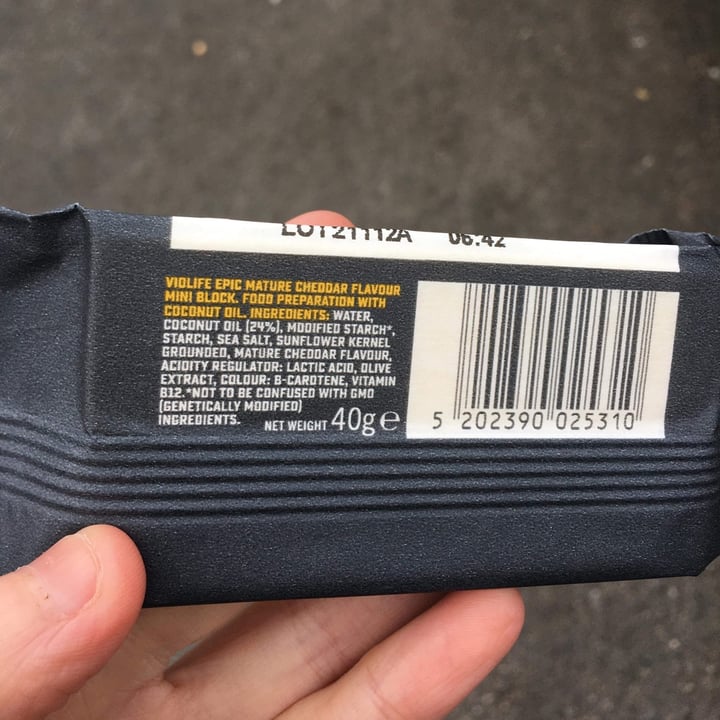 LOT21112A 06:42
VIOLIFE EPIC MATURE CHEDDAR FLAVOUR
MINI BLOCK. FOOD PREPARATION WITH
COCONUT OIL. INGREDIENTS: WATER,
COCONUT OIL (24%), MODIFIED STARCH*,
STARCH, SEA SALT, SUNFLOWER KERNEL
GROUNDED, MATURE CHEDDAR FLAVOUR,
ACIDITY REGULATOR: LACTIC ACID, OLIVE
EXTRACT, COLOUR: B-CAROTENE, VITAMIN
B12.*NOT TO BE CONFUSED WITH GMO
(GENETICALLY MODIFIED)
INGREDIENTS. NET WEIGHT 40g e
5 202390 025310